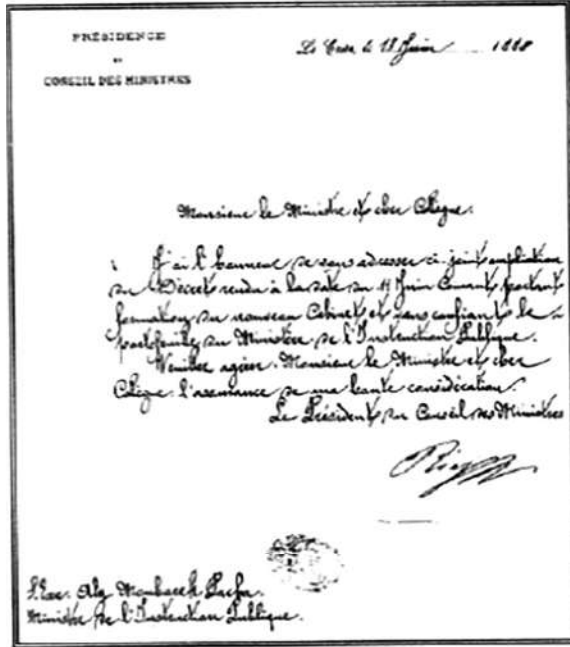 PRÉSIDENCE
DU
CONSEIL DES MINISTRES
Le Caire, le 13 Juin 1888
Monsieur le Ministre et cher Collègue.
J'ai l'honneur de vous adresser ci-joint ampliation
du Décret rendu à la date du 11 Juin Courant, portant
formation du nouveau Cabinet et vous confiant le
portefeuille du Ministère de l'Instruction Publique.
Veuillez agréer, Monsieur le Ministre et cher
Collègue, l'assurance de ma haute considération.
Le Président du Conseil des Ministres
Riaz
S. Exc. Aly Moubarek Pacha.
Ministre de l'Instruction Publique.